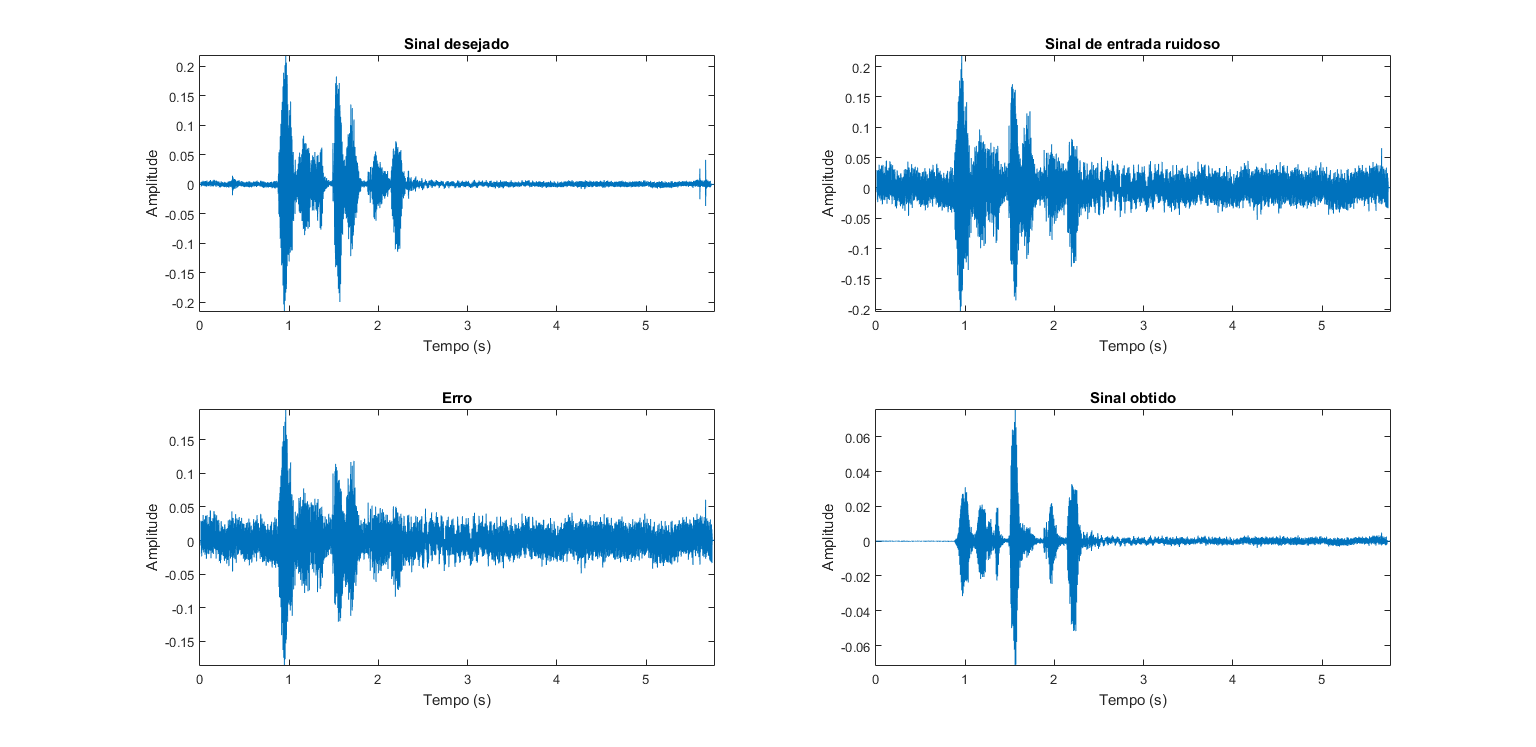 Sinal desejado
0.2
0.15
0.1
0.05
0
-0.05
-0.1
-0.15
-0.2
Amplitude
0 1 2 3 4 5
Tempo (s)
Sinal de entrada ruidoso
0.2
0.15
0.1
0.05
0
-0.05
-0.1
-0.15
-0.2
Amplitude
0 1 2 3 4 5
Tempo (s)
Erro
0.15
0.1
0.05
0
-0.05
-0.1
-0.15
Amplitude
0 1 2 3 4 5
Tempo (s)
Sinal obtido
0.06
0.04
0.02
0
-0.02
-0.04
-0.06
Amplitude
0 1 2 3 4 5
Tempo (s)